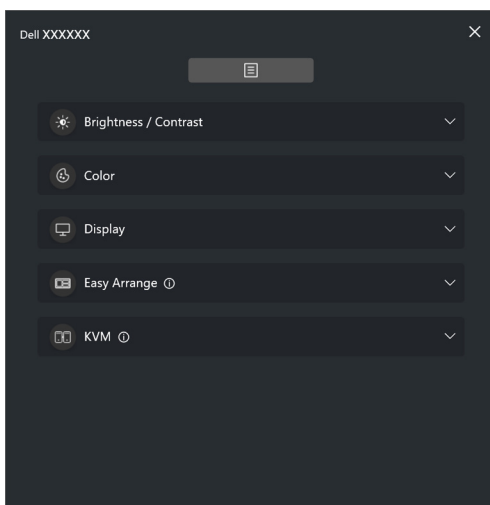 Dell XXXXXX
Brightness / Contrast
Color
Display
Easy Arrange
KVM